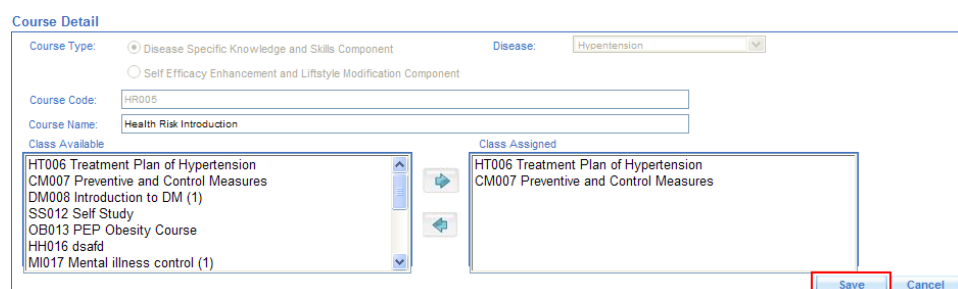 Course Detail
Course Type: Disease Specific Knowledge and Skills Component Disease: Hypentension
Self Efficacy Enhancement and Liftstyle Modification Component
Course Code: HR005
Course Name: Health Risk Introduction
Class Available Class Assigned
HT006 Treatment Plan of Hypertension HT006 Treatment Plan of Hypertension
CM007 Preventive and Control Measures CM007 Preventive and Control Measures
DM008 Introduction to DM (1)
SS012 Self Study
OB013 PEP Obesity Course
HH016 dsafd
MI017 Mental illness control (1)
Save Cancel